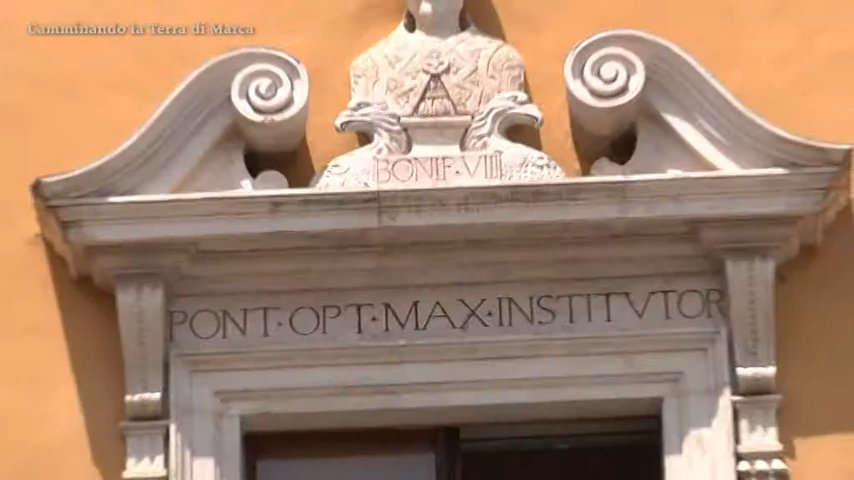 Camminando la Terra di Marca
BONIF·VIII
·PONT·OPT·MAX·INSTITVTOR